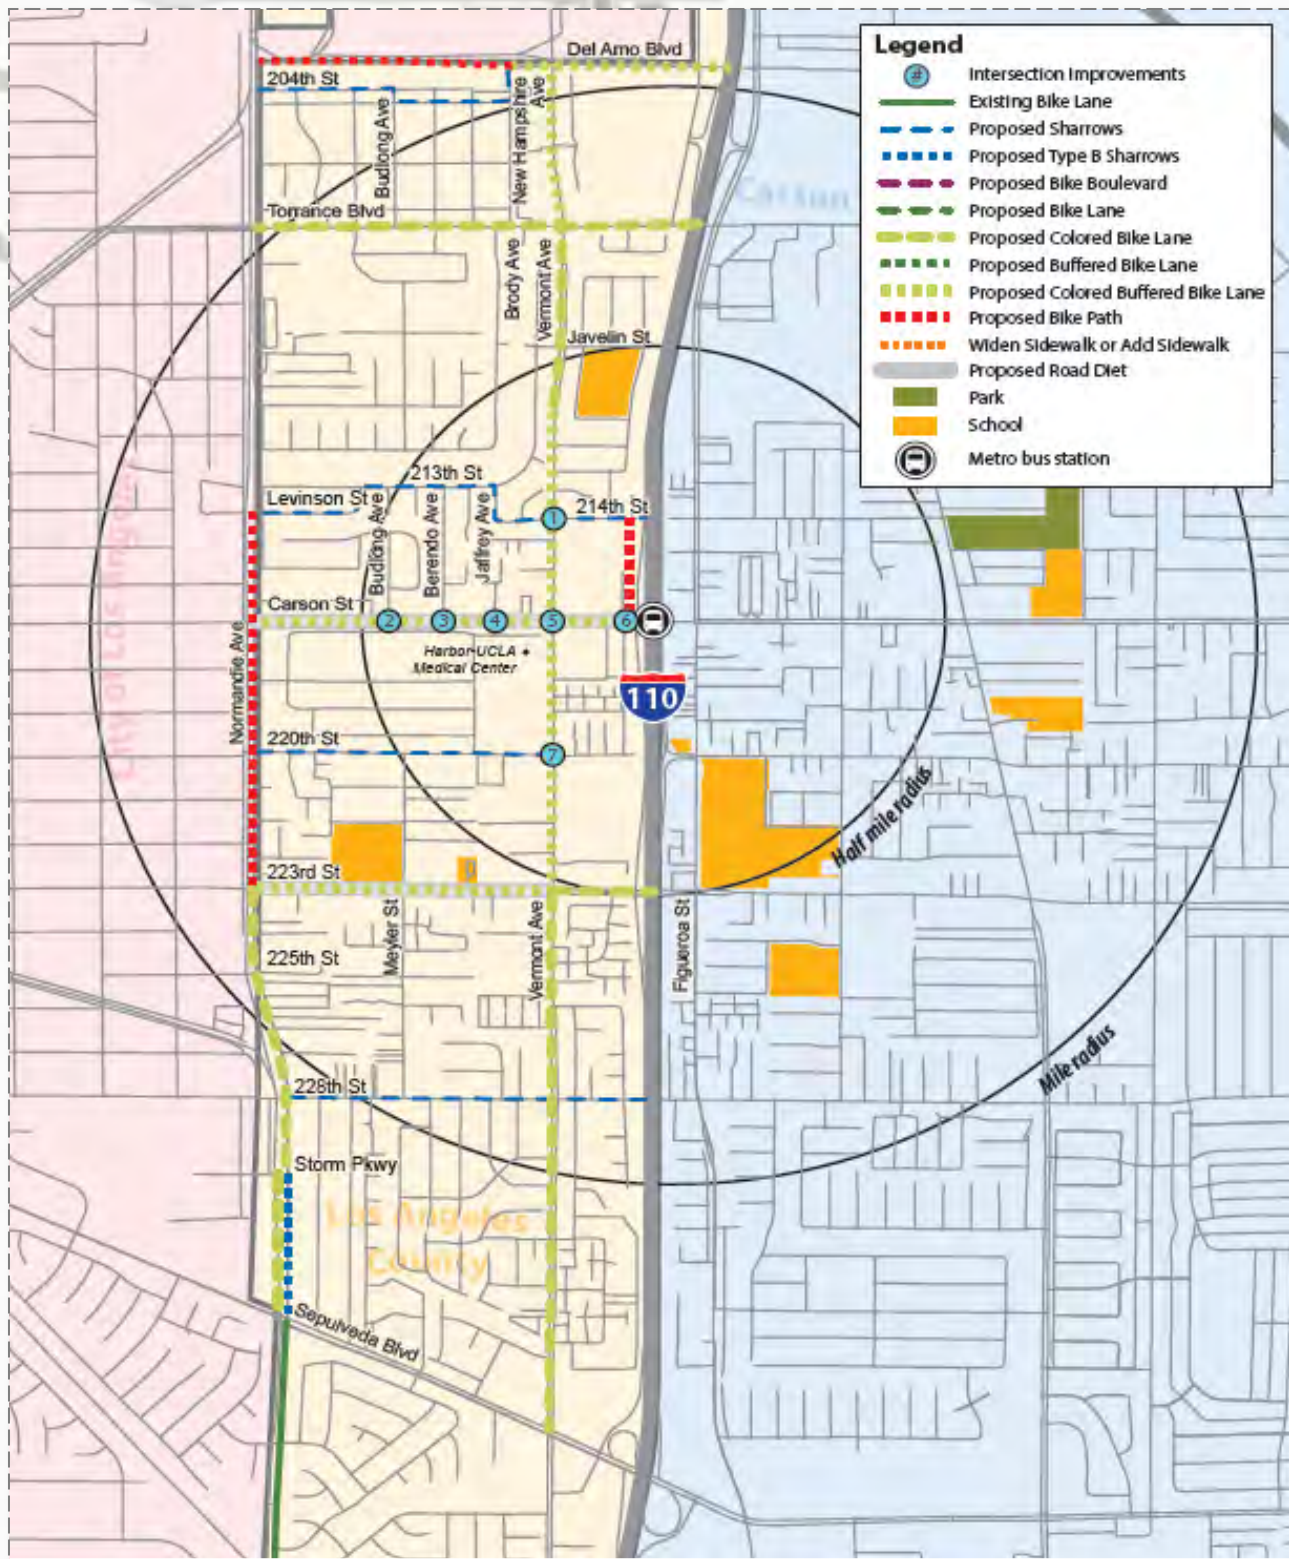 Del Amo Blvd
204th St
Budlong Ave
New Hampshire
Ave
Torrance Blvd
Brody Ave
Vermont Ave
Javelin St
Legend
# Intersection Improvements
Existing Bike Lane
Proposed Sharrows
Proposed Type B Sharrows
Proposed Bike Boulevard
Proposed Bike Lane
Proposed Colored Bike Lane
Proposed Buffered Bike Lane
Proposed Colored Buffered Bike Lane
Proposed Bike Path
Widen Sidewalk or Add Sidewalk
Proposed Road Diet
Park
School
Metro bus station
Carson
City of Los Angeles
213th St
Levinson St
214th St
Budlong Ave
Berendo Ave
Jaffrey Ave
1
Carson St
2
3
4
5
6
Harbor-UCLA +
Medical Center
Normandie Ave
110
220th St
7
Half mile radius
223rd St
Meyler St
Vermont Ave
Figueroa St
225th St
Mile radius
228th St
Storm Pkwy
Los Angeles
County
Sepulveda Blvd